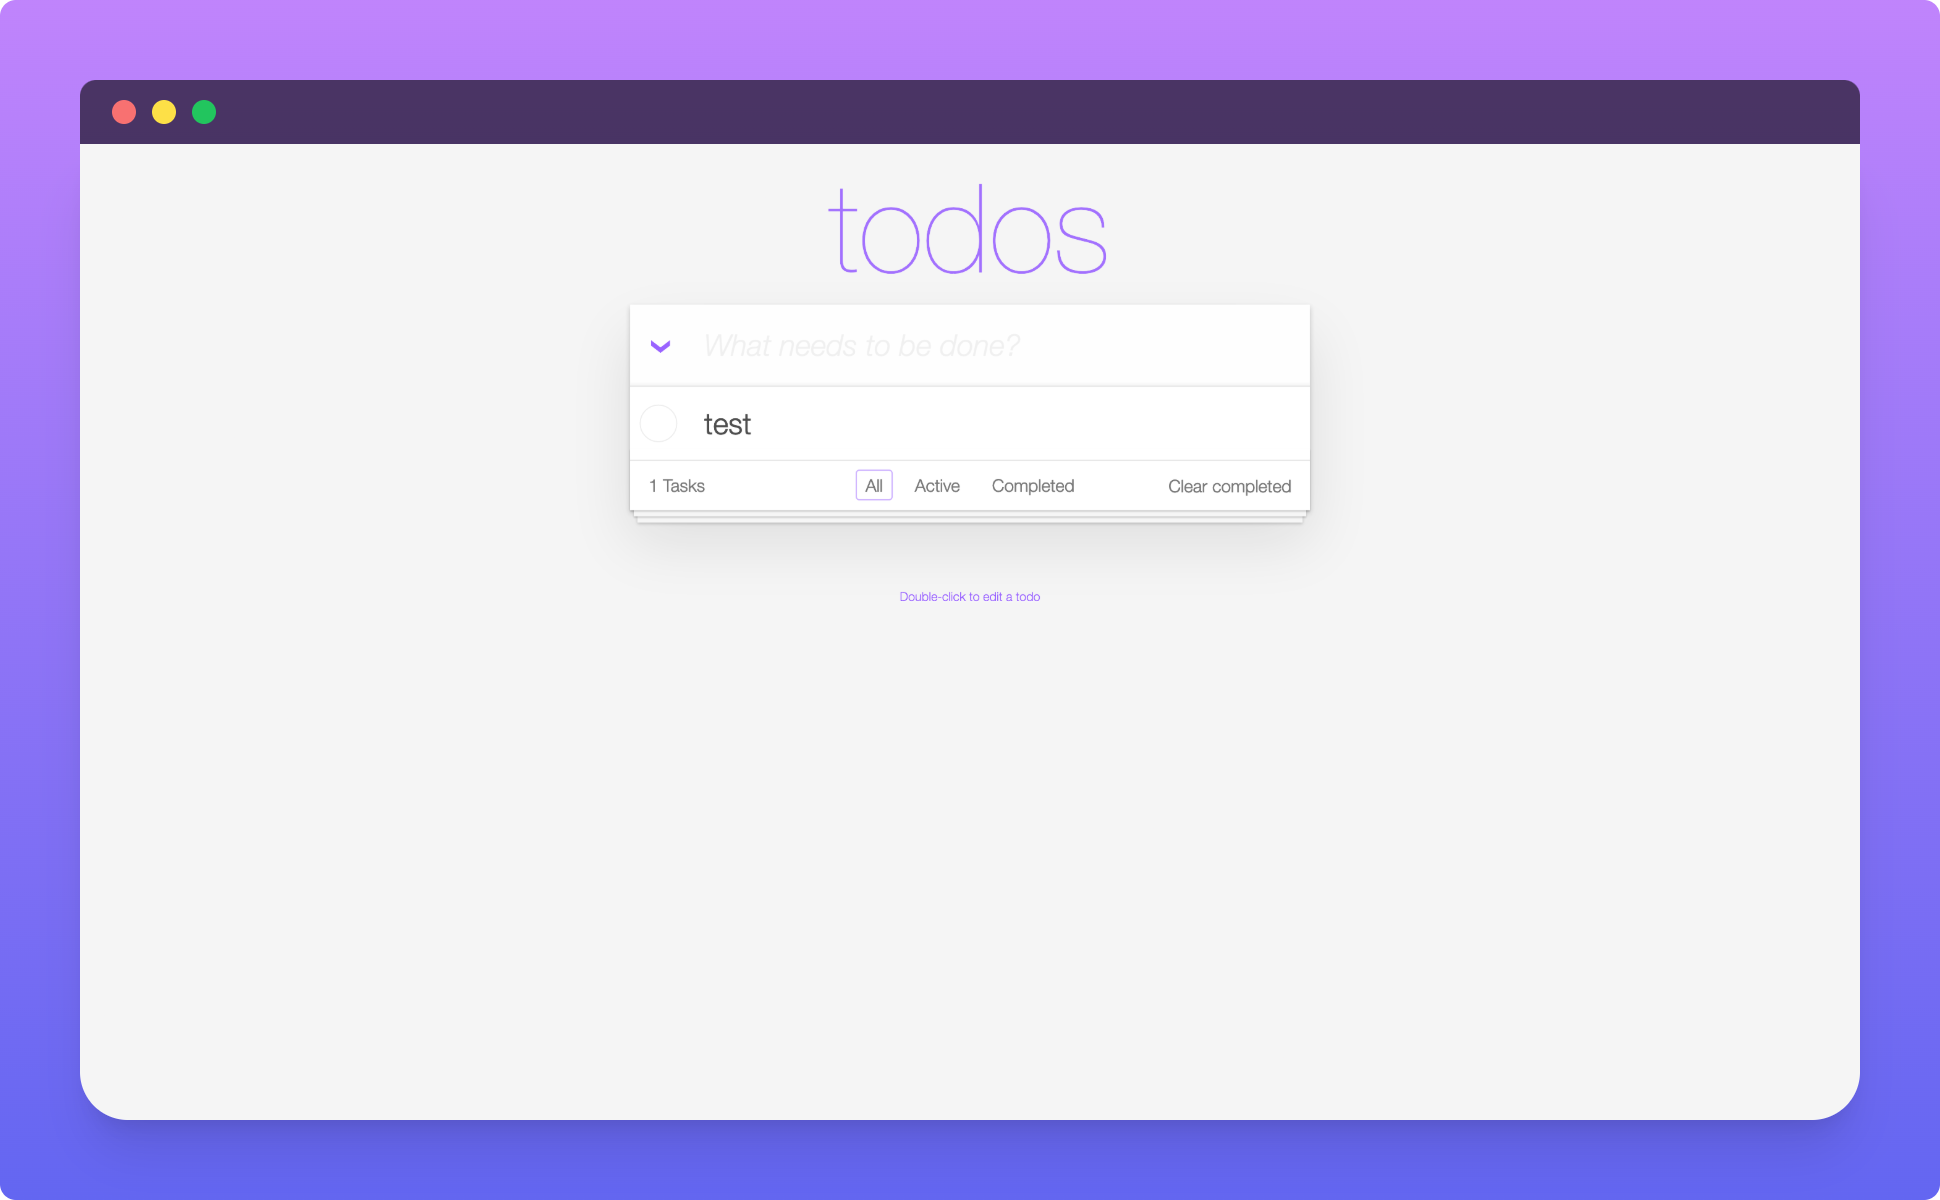 todos
What needs to be done?
test
1 Tasks All Active Completed Clear completed
Double-click to edit a todo